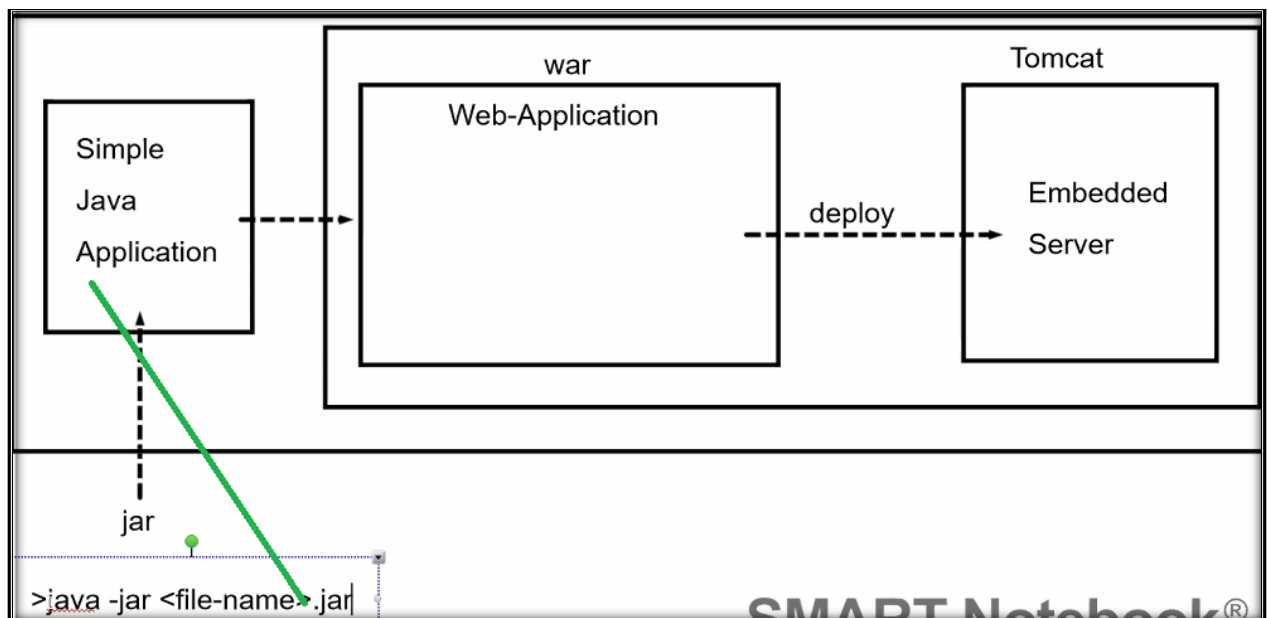 war
Tomcat
Web-Application
Simple
Java
Application
deploy
Embedded
Server
jar
>java -jar <file-name>.jar
SMART Notebook®